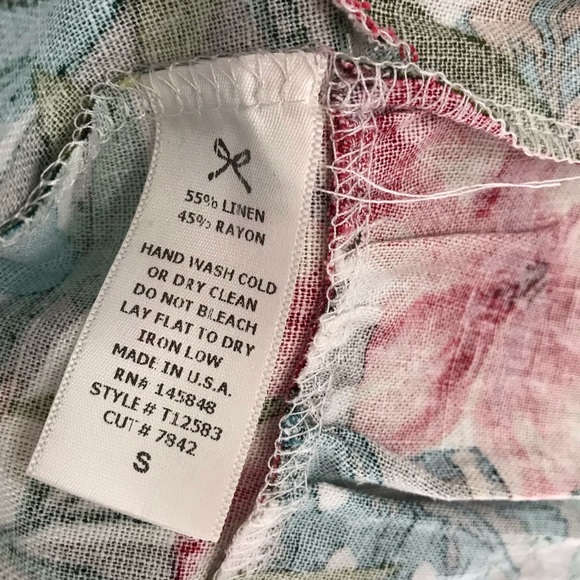 55% LINEN
45% RAYON
HAND WASH COLD
OR DRY CLEAN
DO NOT BLEACH
LAY FLAT TO DRY
IRON LOW
MADE IN U.S.A.
RN# 145848
STYLE # T12583
CUT # 7842
S